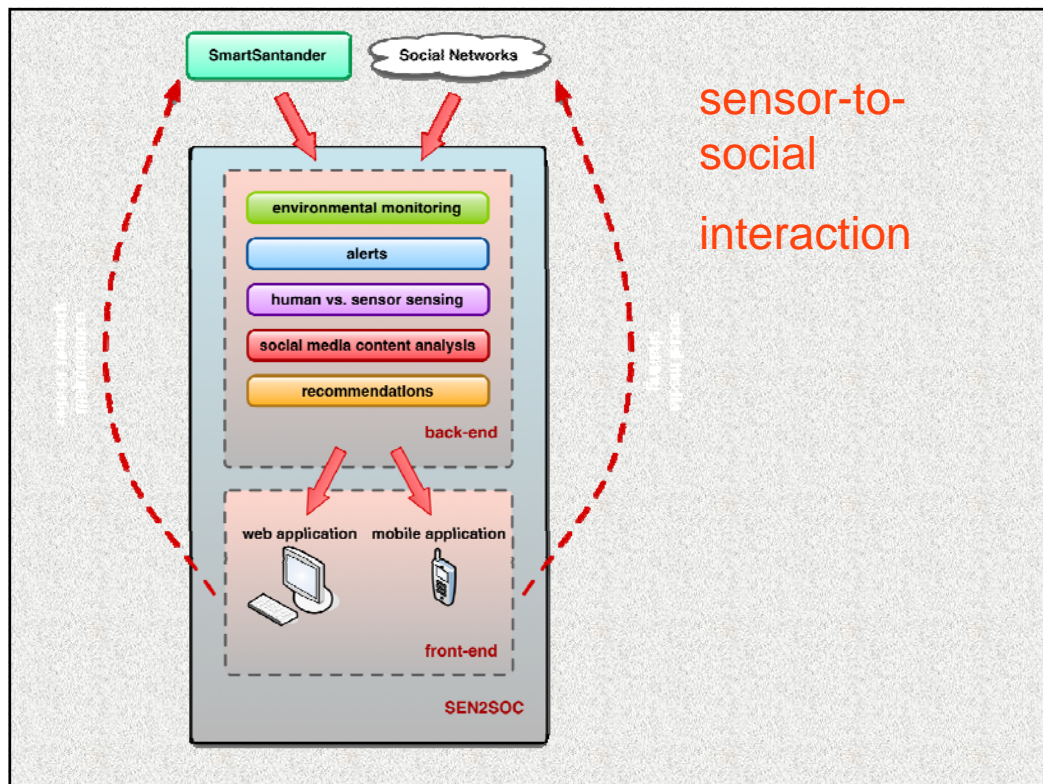 SmartSantander
Social Networks
sensor-to-
social
interaction
environmental monitoring
alerts
human vs. sensor sensing
social media content analysis
recommendations
back-end
web application
mobile application
front-end
SEN2SOC